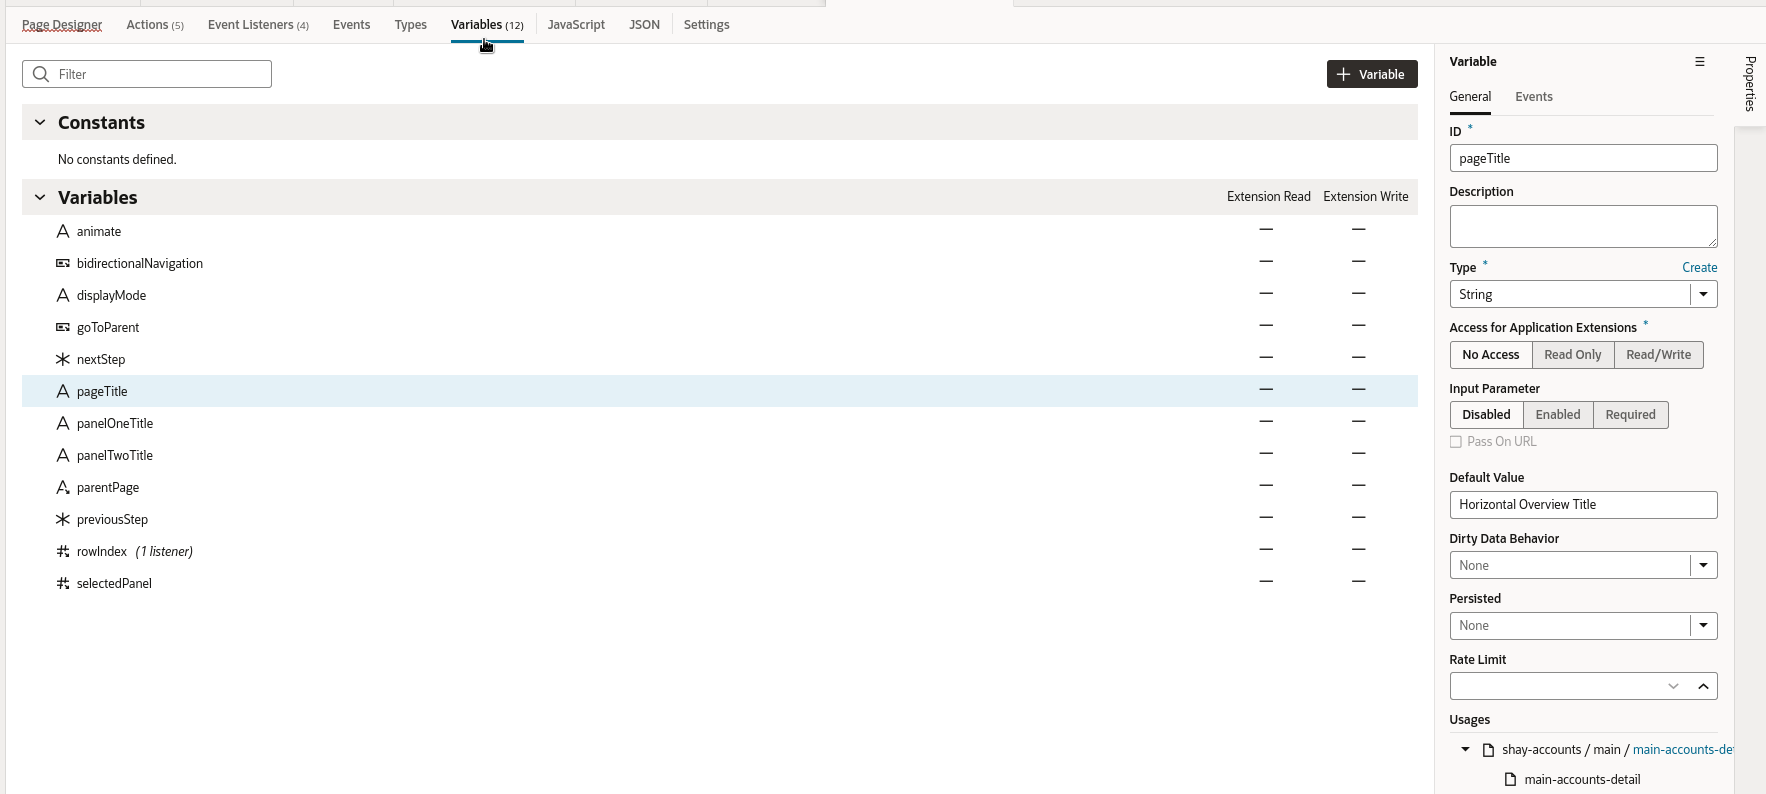 Page Designer Actions (5) Event Listeners (4) Events Types Variables (12) JavaScript JSON Settings
Filter
Variable
Constants
No constants defined.
Variables Extension Read Extension Write
animate
bidirectionalNavigation
displayMode
goToParent
nextStep
pageTitle
panelOneTitle
panelTwoTitle
parentPage
previousStep
rowIndex (1 listener)
selectedPanel
Variable
General Events
ID *
pageTitle
Description
Type * Create
String
Access for Application Extensions *
No Access Read Only Read/Write
Input Parameter
Disabled Enabled Required
Pass On URL
Default Value
Horizontal Overview Title
Dirty Data Behavior
None
Persisted
None
Rate Limit
Usages
shay-accounts / main / main-accounts-de
main-accounts-detail
Properties